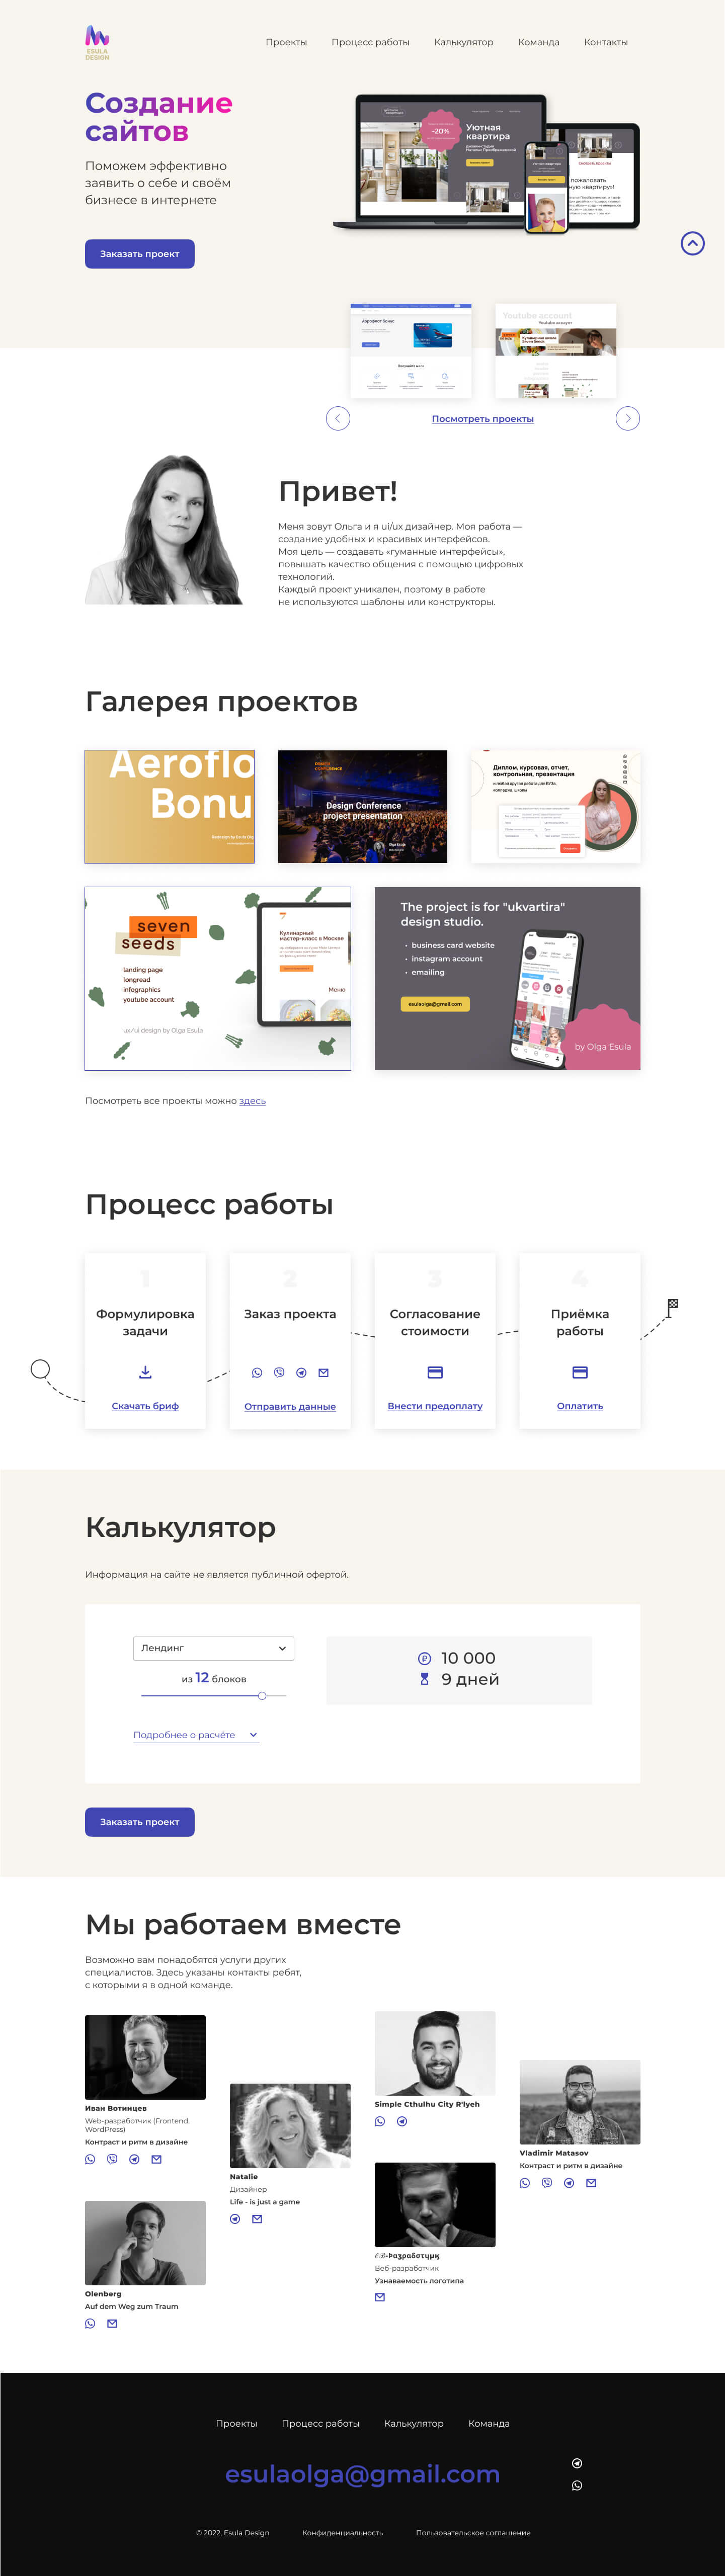 ESULA
DESIGN
Проекты
Процесс работы
Калькулятор
Команда
Контакты
Создание
сайтов
Поможем эффективно
заявить о себе и своём
бизнесе в интернете
Заказать проект
-20%
Уютная
квартира
Youtube account
Youtube аккаунт
Посмотреть проекты
Привет!
Меня зовут Ольга и я ui/ux дизайнер. Моя работа —
создание удобных и красивых интерфейсов.
Моя цель — создавать «гуманные интерфейсы»,
повышать качество общения с помощью цифровых
технологий.
Каждый проект уникален, поэтому в работе
не используются шаблоны или конструкторы.
Галерея проектов
Aeroflo
Bonu
Design Conference
project presentation
Диплом, курсовая, отчет,
контрольная, презентация
и любая другая работа для ВУЗа,
колледжа, школы
seven
seeds
landing page
longread
infographics
youtube account
ux/ui design by Olga Esula
Кулинарный
мастер-класс в Москве
Меню
The project is for "ukvartira"
design studio.
• business card website
• instagram account
• emailing
esulaolga@gmail.com
by Olga Esula
Посмотреть все проекты можно здесь
Процесс работы
1
Формулировка
задачи
Скачать бриф
2
Заказ проекта
Отправить данные
3
Согласование
стоимости
Внести предоплату
4
Приёмка
работы
Оплатить
Калькулятор
Информация на сайте не является публичной офертой.
Лендинг
из 12 блоков
Подробнее о расчёте
10 000
9 дней
Заказать проект
Мы работаем вместе
Возможно вам понадобятся услуги других
специалистов. Здесь указаны контакты ребят,
с которыми я в одной команде.
Иван Вотинцев
Web-разработчик (Frontend,
WordPress)
Контраст и ритм в дизайне
Natalie
Дизайнер
Life - is just a game
Simple Cthulhu City R'lyeh
Vladimir Matasov
Контраст и ритм в дизайне
Olenberg
Auf dem Weg zum Traum
Веб-разработчик
Узнаваемость логотипа
Проекты
Процесс работы
Калькулятор
Команда
esulaolga@gmail.com
© 2022, Esula Design
Конфиденциальность
Пользовательское соглашение